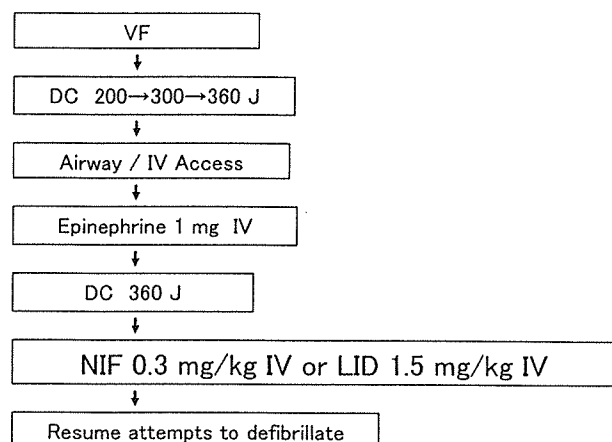 VF
DC 200→300→360 J
Airway / IV Access
Epinephrine 1 mg IV
DC 360 J
NIF 0.3 mg/kg IV or LID 1.5 mg/kg IV
Resume attempts to defibrillate